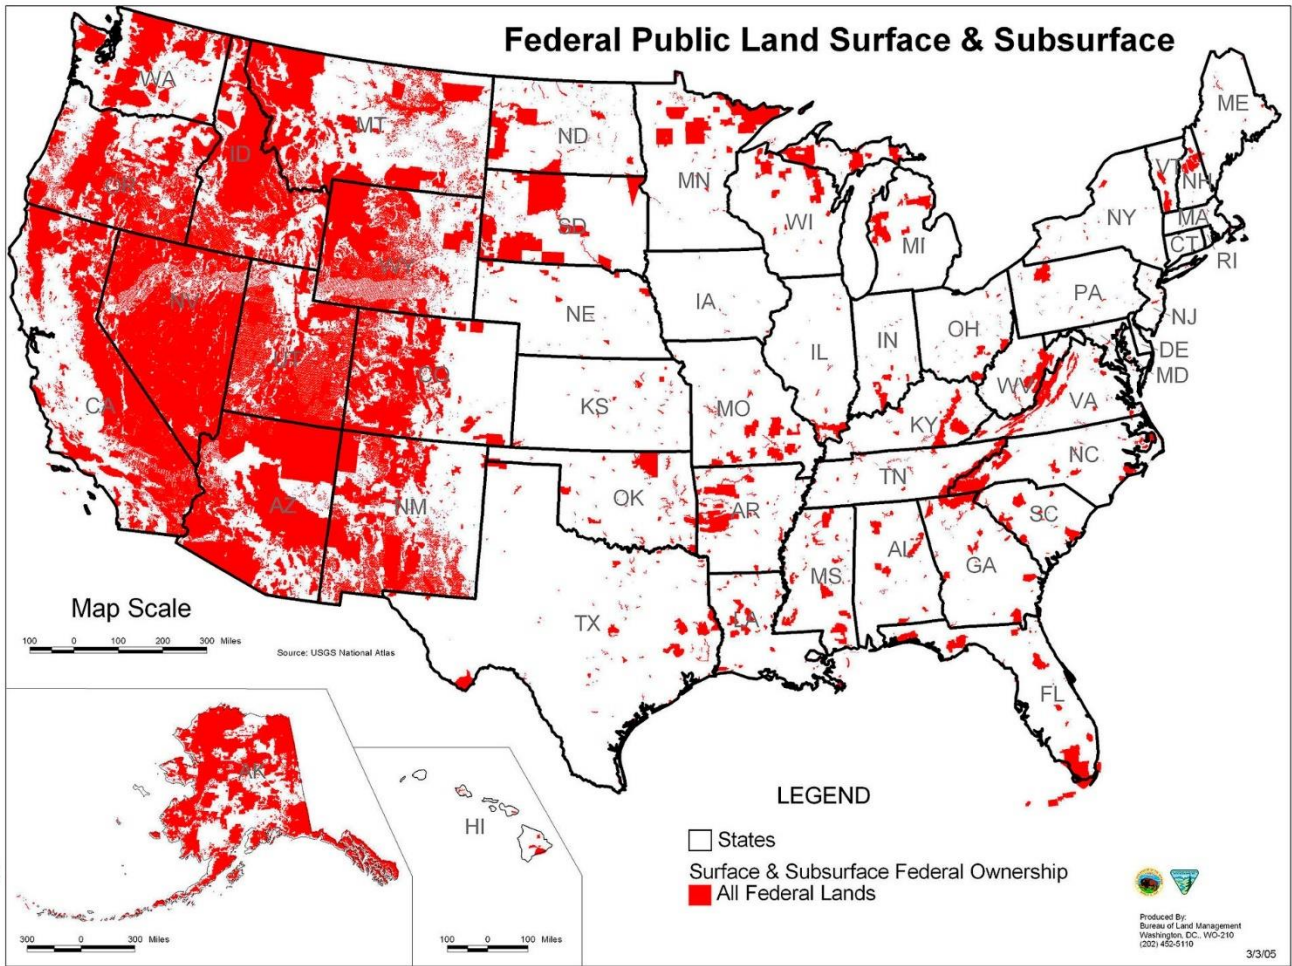 Federal Public Land Surface & Subsurface
WA
MT
ND
MN
ME
OR
ID
SD
WI
MI
VT
NH
NY
MA
CT
RI
WY
NV
NE
IA
PA
NJ
UT
CO
IL
IN
OH
DE
MD
WV
VA
CA
KS
MO
KY
AZ
NM
OK
AR
TN
NC
SC
MS
AL
GA
TX
LA
FL
Map Scale
100 0 100 200 300 Miles
Source: USGS National Atlas
AK
300 0 300 Miles
HI
100 0 100 Miles
LEGEND
States
Surface & Subsurface Federal Ownership
All Federal Lands
Produced By:
Bureau of Land Management
Washington, DC., WO-210
(202) 452-5110
3/3/05